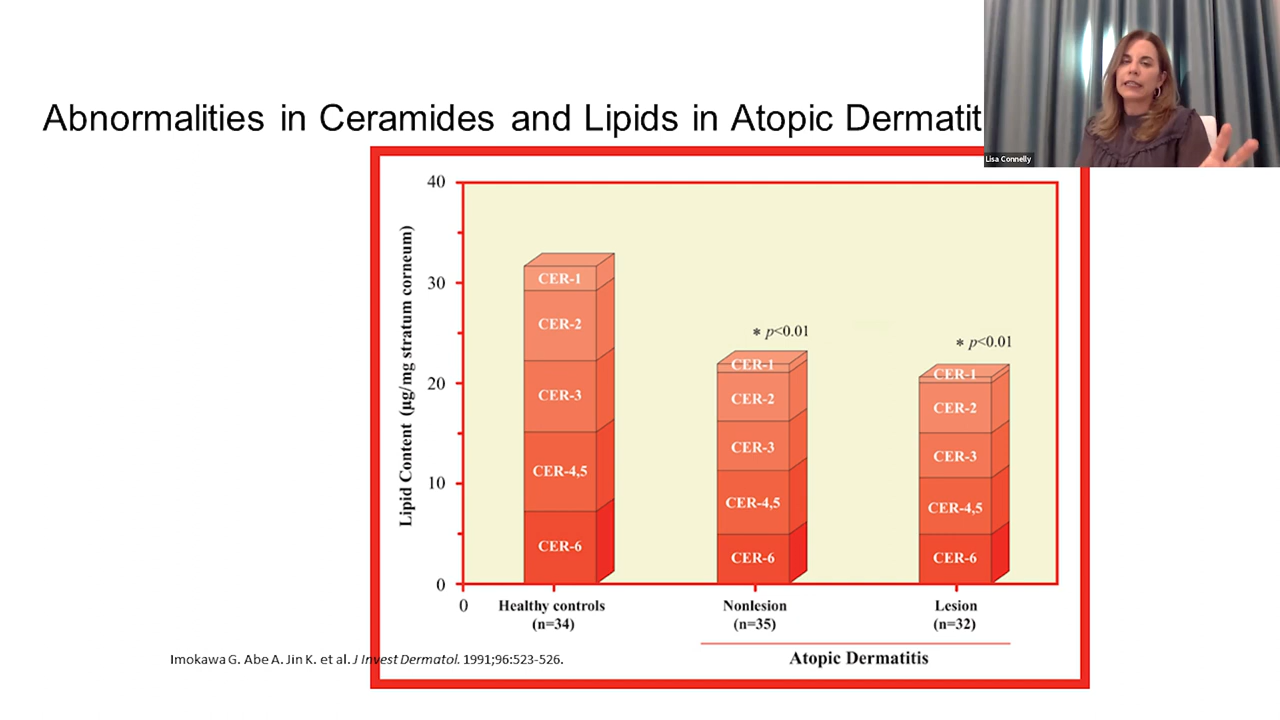 Abnormalities in Ceramides and Lipids in Atopic
Lisa Connelly
Lipid Content (µg/mg stratum corneum)
40
30
20
10
0
0
CER-1
CER-2
CER-3
CER-4,5
CER-6
* p<0.01
CER-1
CER-2
CER-3
CER-4,5
CER-6
* p<0.01
CER-1
CER-2
CER-3
CER-4,5
CER-6
Healthy controls
(n=34)
Nonlesion
(n=35)
Lesion
(n=32)
Atopic Dermatitis
Imokawa G. Abe A. Jin K. et al. J Invest Dermatol. 1991;96:523-526.